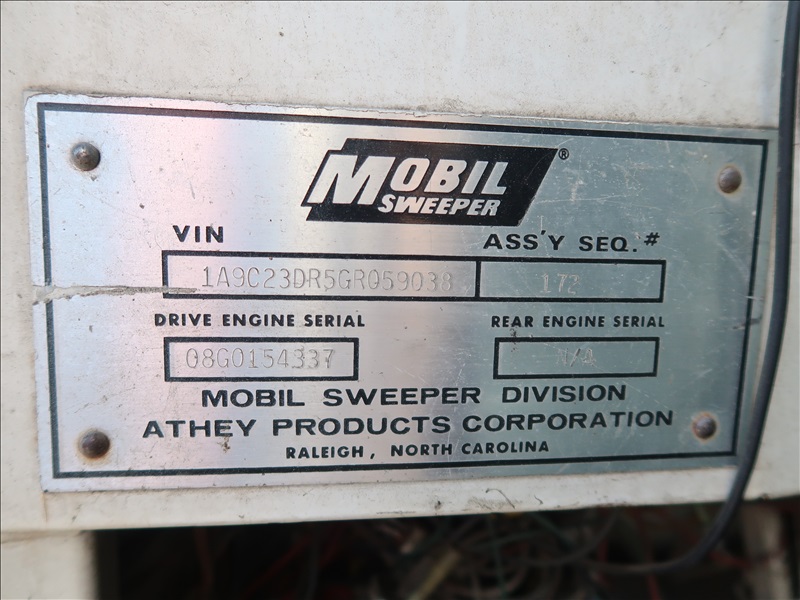 MOBIL®
SWEEPER
VIN ASS'Y SEQ. #
1A9C23DR5GR059038 172
DRIVE ENGINE SERIAL REAR ENGINE SERIAL
08G0154337 N/A
MOBIL SWEEPER DIVISION
ATHEY PRODUCTS CORPORATION
RALEIGH, NORTH CAROLINA